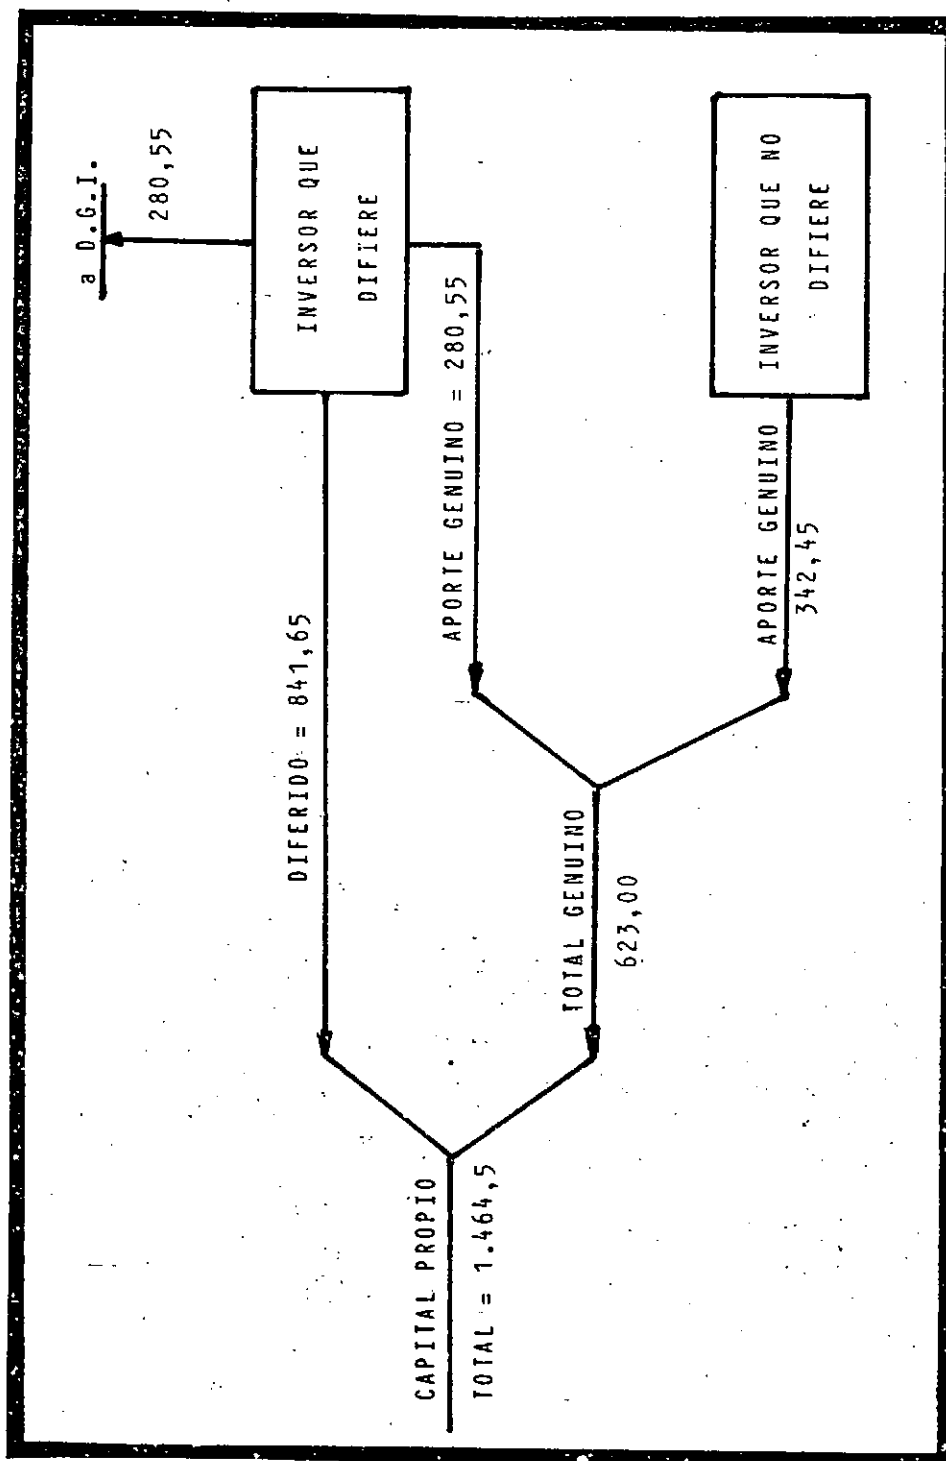 a D.G.I.
280,55
INVERSOR QUE
DIFIERE
DIFERIDO = 841,65
APORTE GENUINO = 280,55
INVERSOR QUE NO
DIFIERE
APORTE GENUINO
342,45
TOTAL GENUINO
623,00
CAPITAL PROPIO
TOTAL = 1.464,5